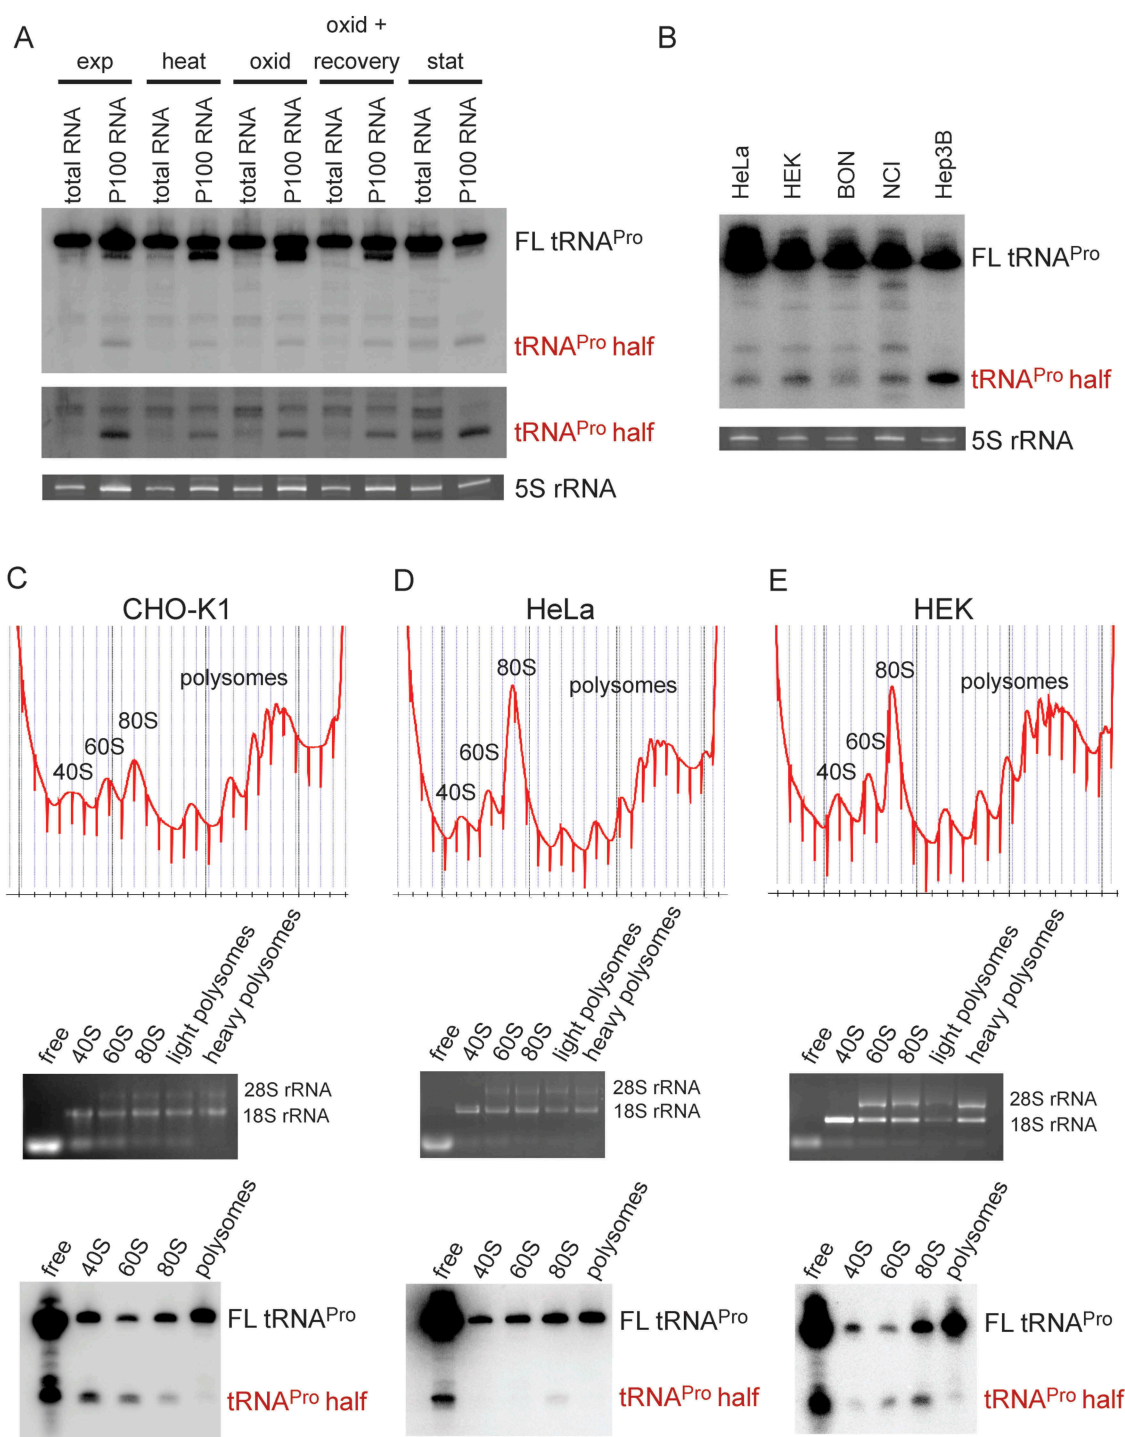 A
exp
heat
oxid
oxid +
recovery
stat
total RNA
P100 RNA
total RNA
P100 RNA
total RNA
P100 RNA
total RNA
P100 RNA
total RNA
P100 RNA
FL tRNAPro
tRNAPro half
tRNAPro half
5S rRNA
B
HeLa
HEK
BON
NCI
Hep3B
FL tRNAPro
tRNAPro half
5S rRNA
C
CHO-K1
40S
60S
80S
polysomes
free
40S
60S
80S
light polysomes
heavy polysomes
28S rRNA
18S rRNA
free
40S
60S
80S
polysomes
FL tRNAPro
tRNAPro half
D
HeLa
40S
60S
80S
polysomes
free
40S
60S
80S
light polysomes
heavy polysomes
28S rRNA
18S rRNA
free
40S
60S
80S
polysomes
FL tRNAPro
tRNAPro half
E
HEK
40S
60S
80S
polysomes
free
40S
60S
80S
light polysomes
heavy polysomes
28S rRNA
18S rRNA
free
40S
60S
80S
polysomes
FL tRNAPro
tRNAPro half